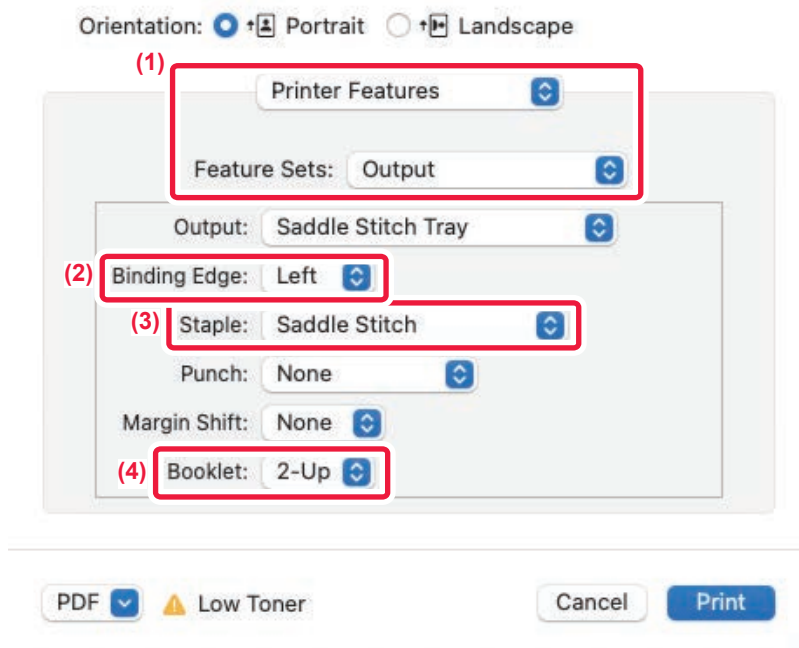 Orientation: Portrait Landscape
(1)
Printer Features
Feature Sets: Output
Output: Saddle Stitch Tray
(2) Binding Edge: Left
(3) Staple: Saddle Stitch
Punch: None
Margin Shift: None
(4) Booklet: 2-Up
PDF Low Toner Cancel Print